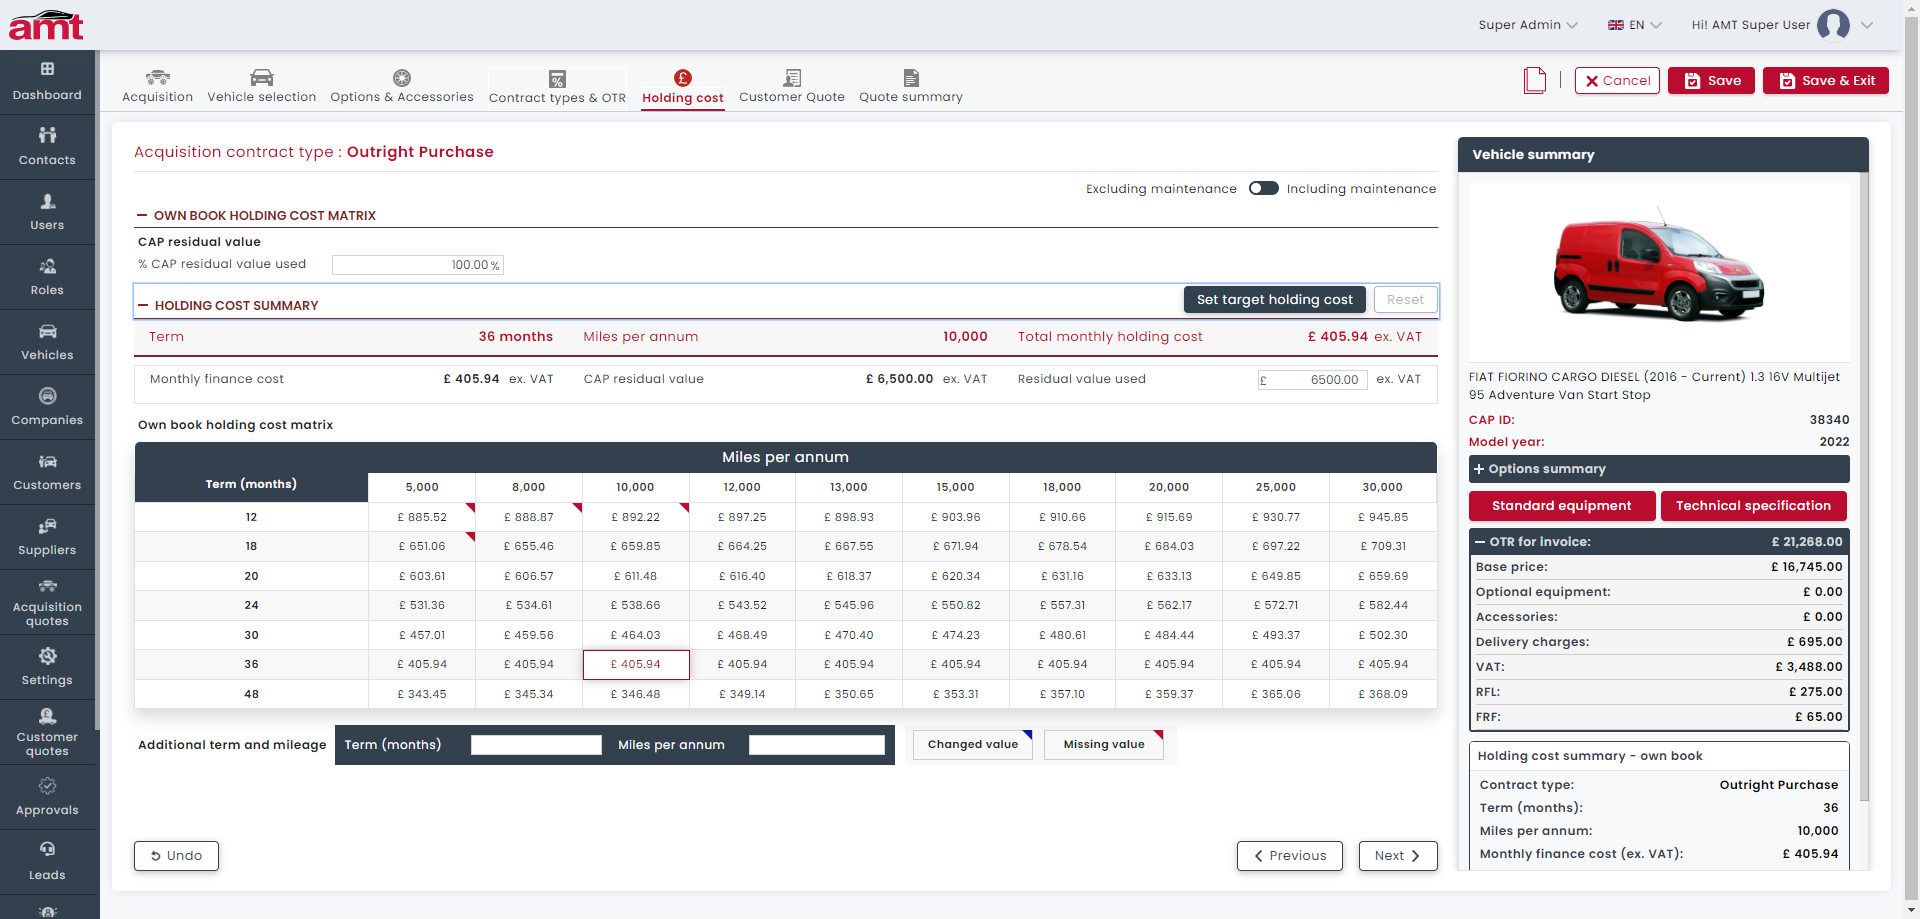 amt
Super Admin
EN
Hi! AMT Super User
Dashboard
Contacts
Users
Roles
Vehicles
Companies
Customers
Suppliers
Acquisition
quotes
Settings
Customer
quotes
Approvals
Leads
Acquisition
Vehicle selection
Options & Accessories
Contract types & OTR
Holding cost
Customer Quote
Quote summary
Cancel
Save
Save & Exit
Acquisition contract type : Outright Purchase
Excluding maintenance
Including maintenance
OWN BOOK HOLDING COST MATRIX
CAP residual value
% CAP residual value used 100.00 %
HOLDING COST SUMMARY
Set target holding cost
Reset
Term 36 months Miles per annum 10,000 Total monthly holding cost £ 405.94 ex. VAT
Monthly finance cost £ 405.94 ex. VAT CAP residual value £ 6,500.00 ex. VAT Residual value used £ 6500.00 ex. VAT
Own book holding cost matrix
Miles per annum
Term (months) 5,000 8,000 10,000 12,000 13,000 15,000 18,000 20,000 25,000 30,000
12 £ 885.52 £ 888.87 £ 892.22 £ 897.25 £ 898.93 £ 903.96 £ 910.66 £ 915.69 £ 930.77 £ 945.85
18 £ 651.06 £ 655.46 £ 659.85 £ 664.25 £ 667.55 £ 671.94 £ 678.54 £ 684.03 £ 697.22 £ 709.31
20 £ 603.61 £ 606.57 £ 611.48 £ 616.40 £ 618.37 £ 620.34 £ 631.16 £ 633.13 £ 649.85 £ 659.69
24 £ 531.36 £ 534.61 £ 538.66 £ 543.52 £ 545.96 £ 550.82 £ 557.31 £ 562.17 £ 572.71 £ 582.44
30 £ 457.01 £ 459.56 £ 464.03 £ 468.49 £ 470.40 £ 474.23 £ 480.61 £ 484.44 £ 493.37 £ 502.30
36 £ 405.94 £ 405.94 £ 405.94 £ 405.94 £ 405.94 £ 405.94 £ 405.94 £ 405.94 £ 405.94 £ 405.94
48 £ 343.45 £ 345.34 £ 346.48 £ 349.14 £ 350.65 £ 353.31 £ 357.10 £ 359.37 £ 365.06 £ 368.09
Additional term and mileage Term (months) Miles per annum
Changed value
Missing value
Undo
Previous
Next
Vehicle summary
FIAT FIORINO CARGO DIESEL (2016 - Current) 1.3 16V Multijet
95 Adventure Van Start Stop
CAP ID: 38340
Model year: 2022
+ Options summary
Standard equipment
Technical specification
OTR for invoice: £ 21,268.00
Base price: £ 16,745.00
Optional equipment: £ 0.00
Accessories: £ 0.00
Delivery charges: £ 695.00
VAT: £ 3,488.00
RFL: £ 275.00
FRF: £ 65.00
Holding cost summary - own book
Contract type: Outright Purchase
Term (months): 36
Miles per annum: 10,000
Monthly finance cost (ex. VAT): £ 405.94